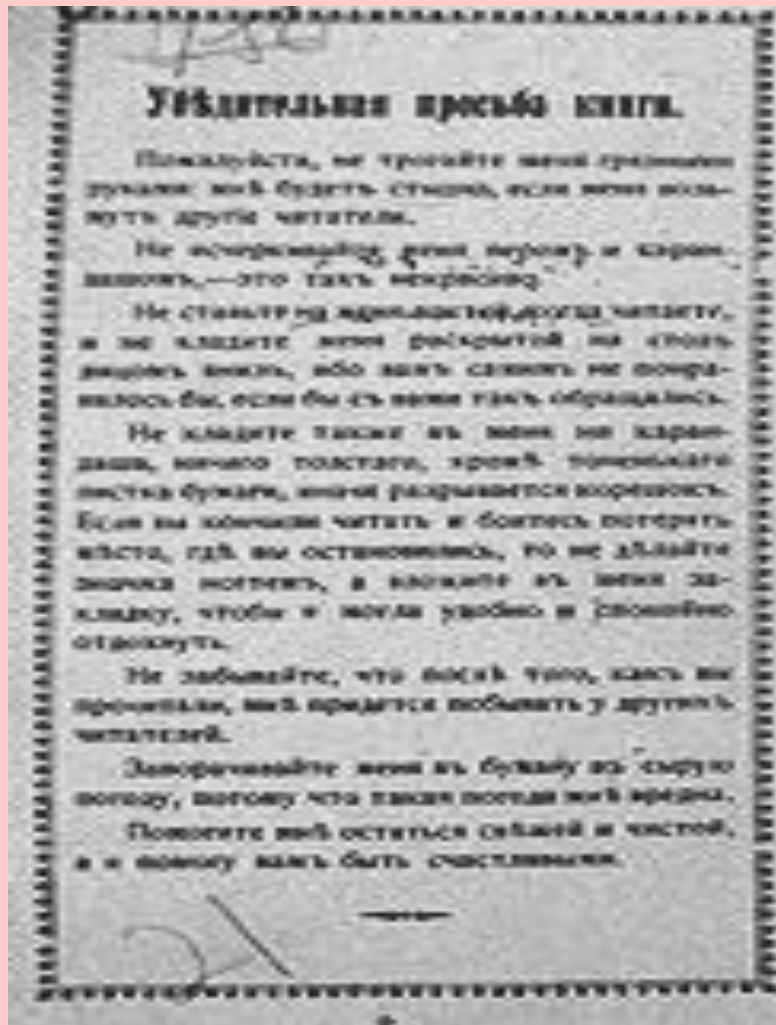 Убѣдительная просьба книги.
Пожалуйста, не трогайте меня грязными
руками: мнѣ будетъ стыдно, если меня возь-
мутъ другіе читатели.
Не исчеркивайте меня перомъ и каран-
дашомъ,—это такъ некрасиво.
Не ставьте на меня локтей, когда читаете,
и не кладите меня раскрытой на столъ
лицомъ внизъ, ибо вамъ самимъ не понра-
вилось бы, если бы съ вами такъ обращались.
Не кладите также въ меня ни каран-
даша, ничего толстаго, кромѣ тоненькаго
листка бумаги, иначе разрывается корешокъ.
Если вы кончили читать и боитесь потерять
мѣсто, гдѣ вы остановились, то не дѣлайте
значка ногтемъ, а вложите въ меня за-
кладку, чтобы я могла удобно и спокойно
отдохнуть.
Не забывайте, что послѣ того, какъ вы
прочитали, мнѣ придется побывать у другихъ
читателей.
Заворачивайте меня въ бумагу въ сырую
погоду, потому что такая погода мнѣ вредна.
Помогите мнѣ остаться свѣжей и чистой,
а я помогу вамъ быть счастливыми.